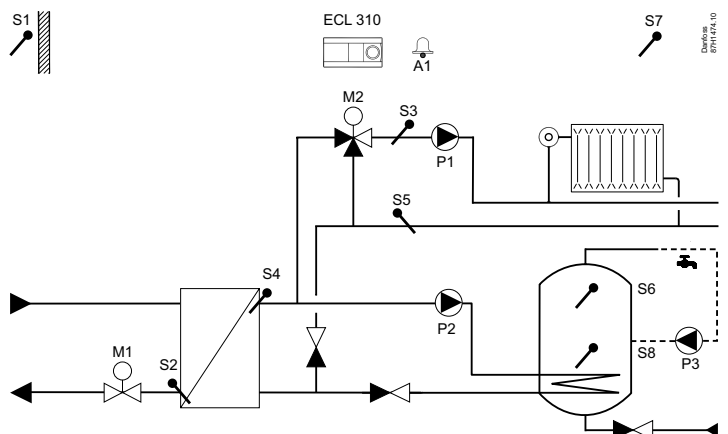 S1
ECL 310
A1
S7
Danfoss
87H1474.10
M2
S3
P1
S5
S4
S6
P2
M1
S2
S8
P3